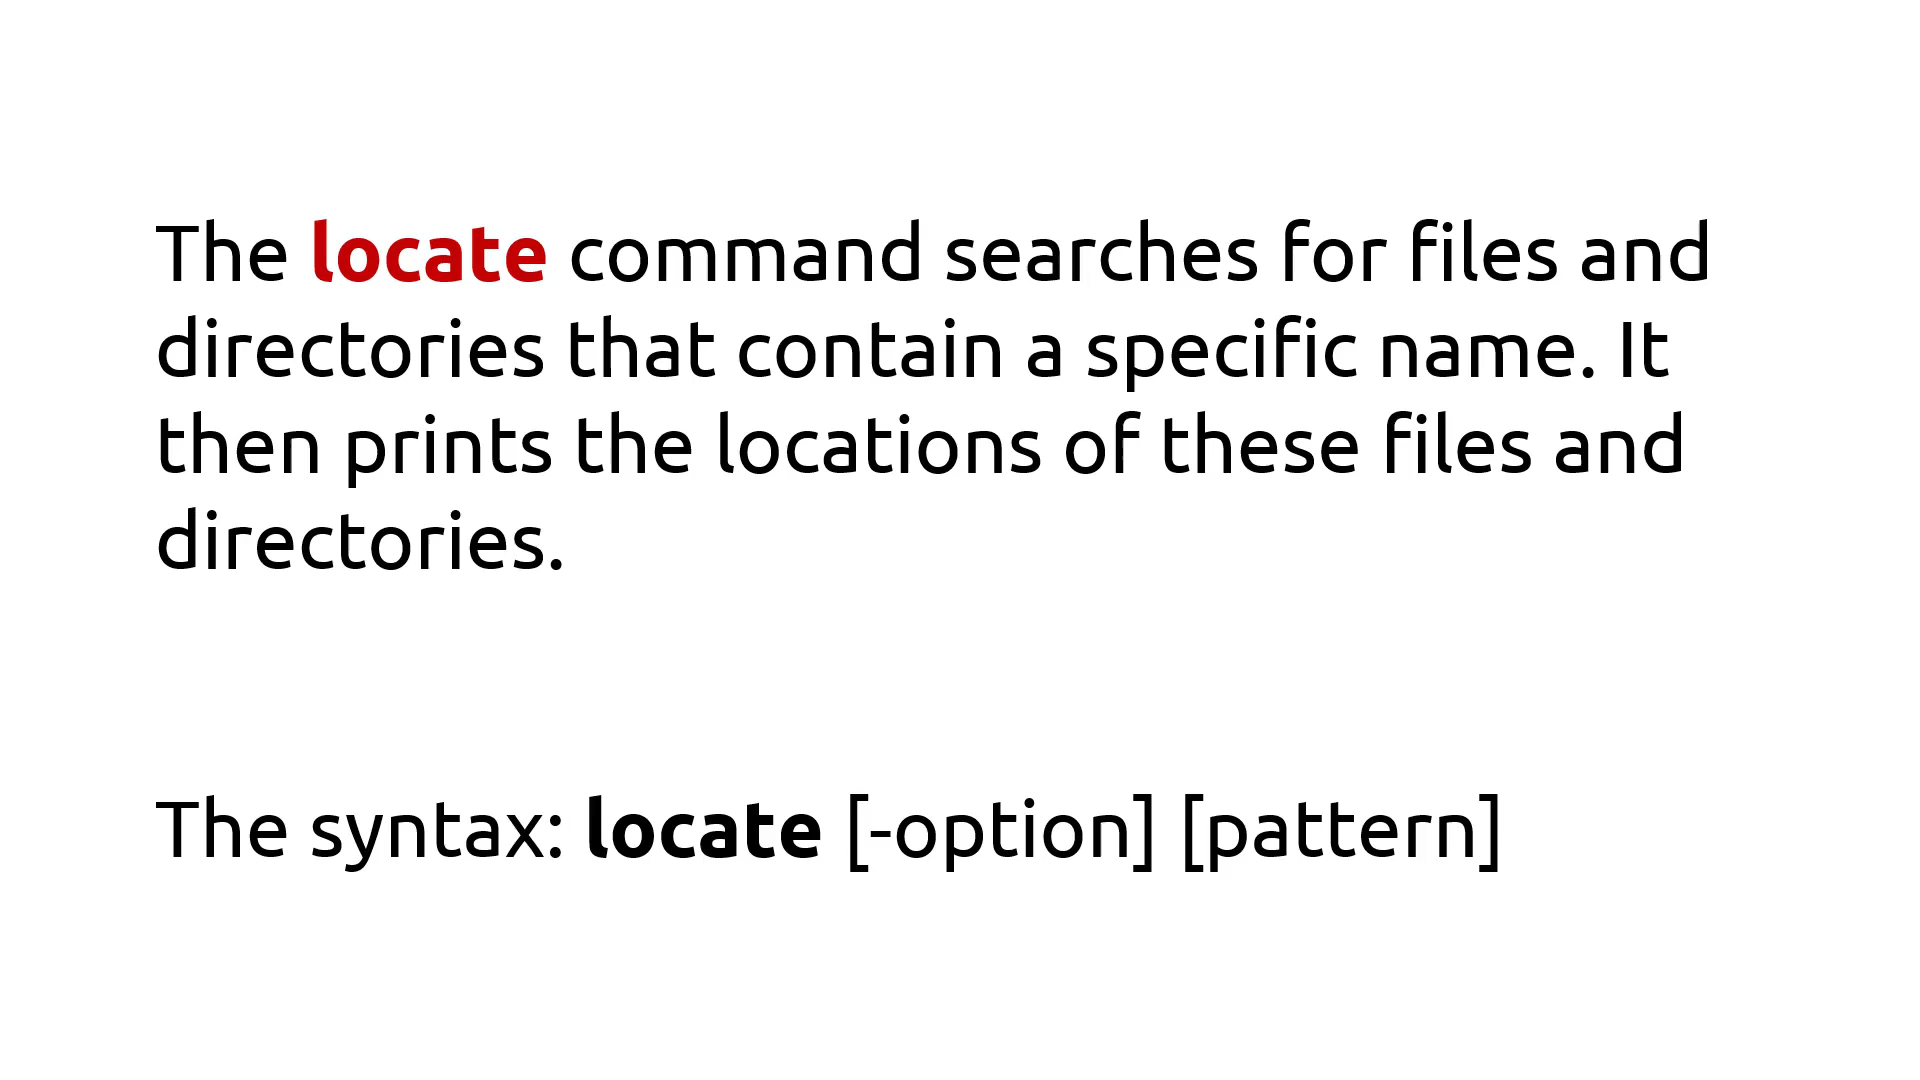 The locate command searches for files and
directories that contain a specific name. It
then prints the locations of these files and
directories.
The syntax: locate [-option] [pattern]